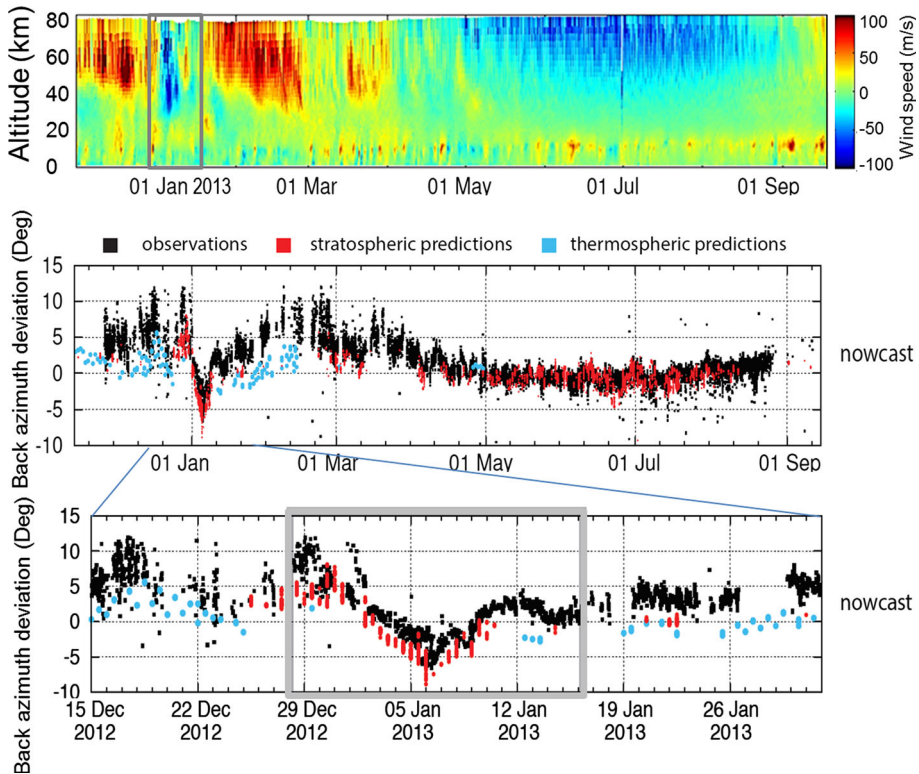 80
60
40
20
0
Altitude (km)
01 Jan 2013 01 Mar 01 May 01 Jul 01 Sep
100
50
0
-50
-100
Wind speed (m/s)
observations stratospheric predictions thermospheric predictions
Back azimuth deviation (Deg)
15
10
5
0
-5
-10
nowcast
01 Jan 01 Mar 01 May 01 Jul 01 Sep
Back azimuth deviation (Deg)
15
10
5
0
-5
-10
nowcast
15 Dec 22 Dec 29 Dec 05 Jan 12 Jan 19 Jan 26 Jan
2012 2012 2012 2013 2013 2013 2013